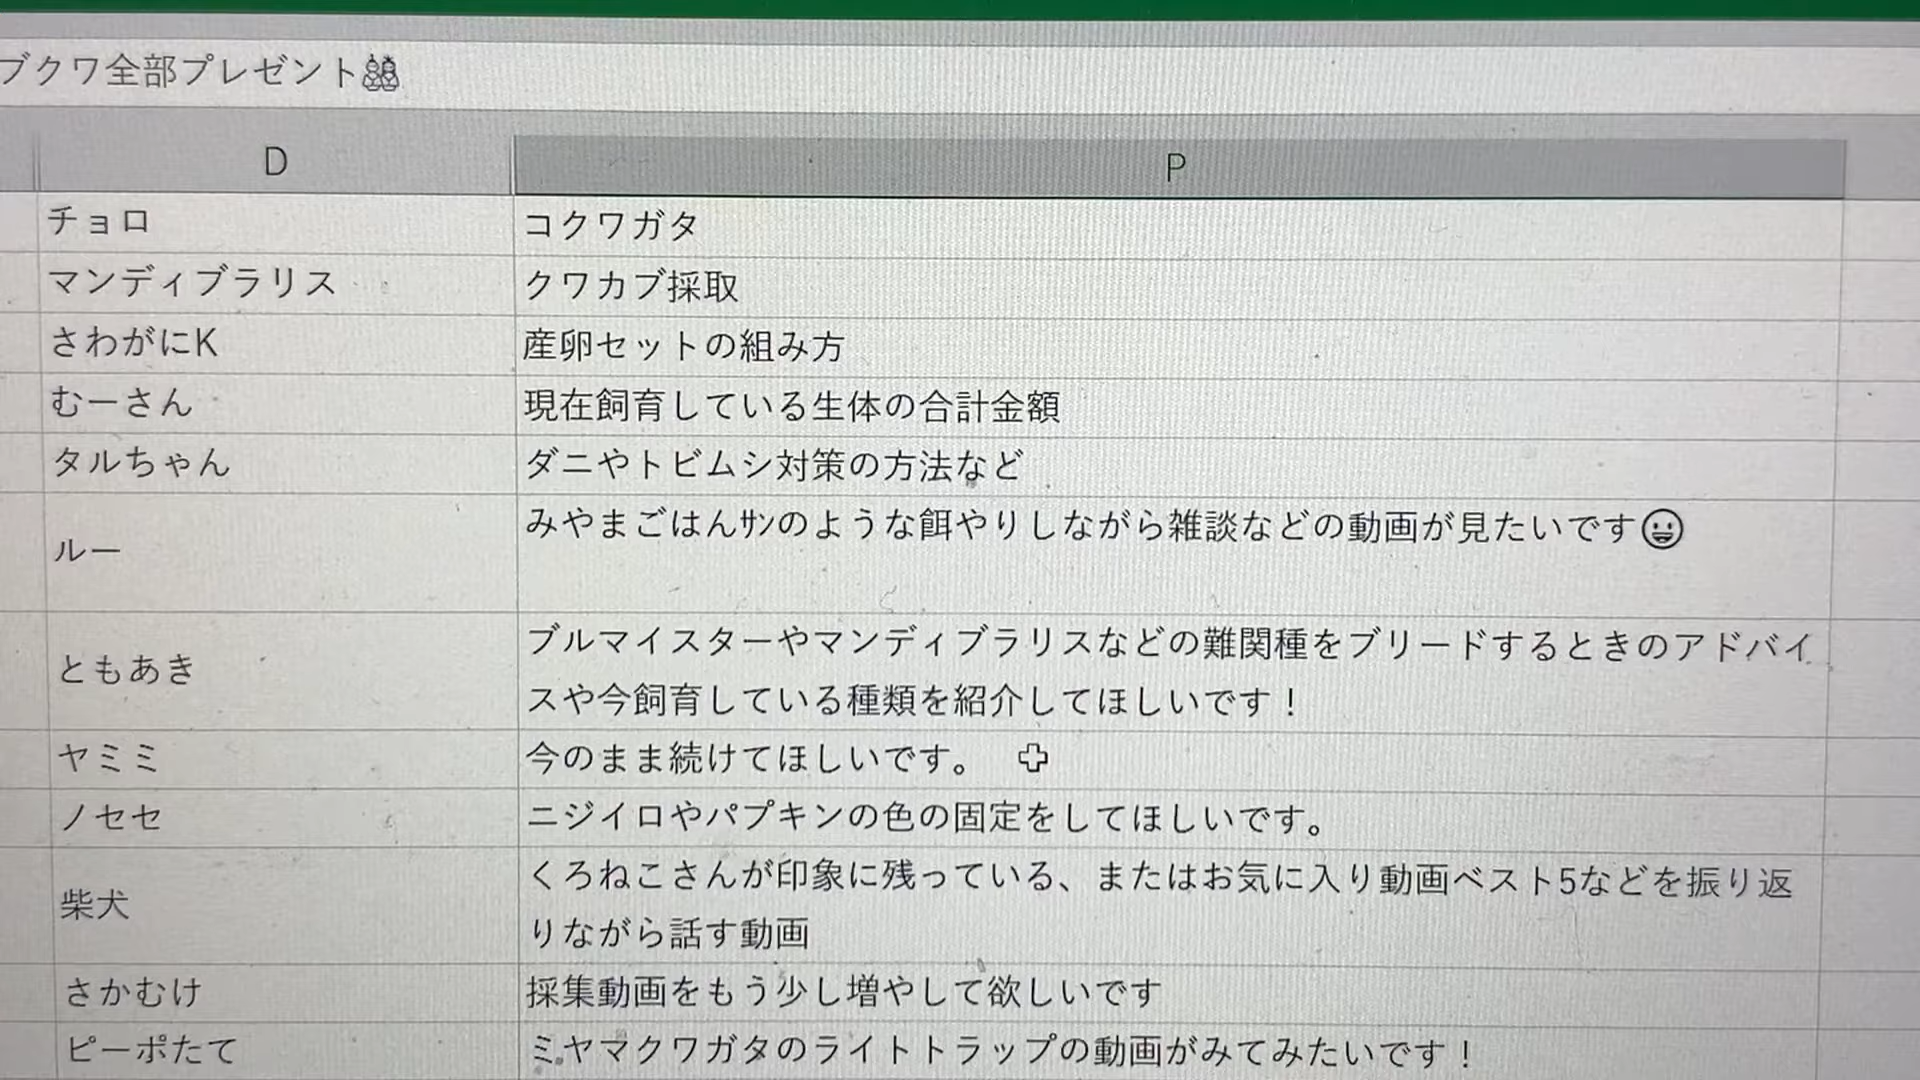 ブクワ全部プレゼント🎎
D P
チョロ コクワガタ
マンディブラリス クワカブ採取
さわがにK 産卵セットの組み方
むーさん 現在飼育している生体の合計金額
タルちゃん ダニやトビムシ対策の方法など
ルー みやまごはんｻﾝのような餌やりしながら雑談などの動画が見たいです😀
ともあき ブルマイスターやマンディブラリスなどの難関種をブリードするときのアドバイ
スや今飼育している種類を紹介してほしいです！
ヤミミ 今のまま続けてほしいです。
ノセセ ニジイロやパプキンの色の固定をしてほしいです。
柴犬 くろねこさんが印象に残っている、またはお気に入り動画ベスト5などを振り返
りながら話す動画
さかむけ 採集動画をもう少し増やして欲しいです
ピーポたて ミヤマクワガタのライトトラップの動画がみてみたいです！